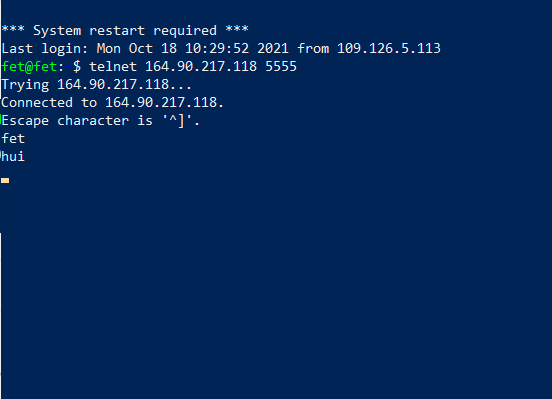 *** System restart required ***
Last login: Mon Oct 18 10:29:52 2021 from 109.126.5.113
fet@fet: $ telnet 164.90.217.118 5555
Trying 164.90.217.118...
Connected to 164.90.217.118.
Escape character is '^]'.
fet
hui